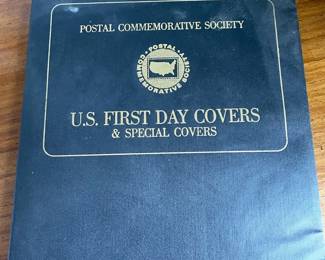 POSTAL COMMEMORATIVE SOCIETY
POSTAL
COMMEMORATIVE SOCIETY
U.S. FIRST DAY COVERS
& SPECIAL COVERS